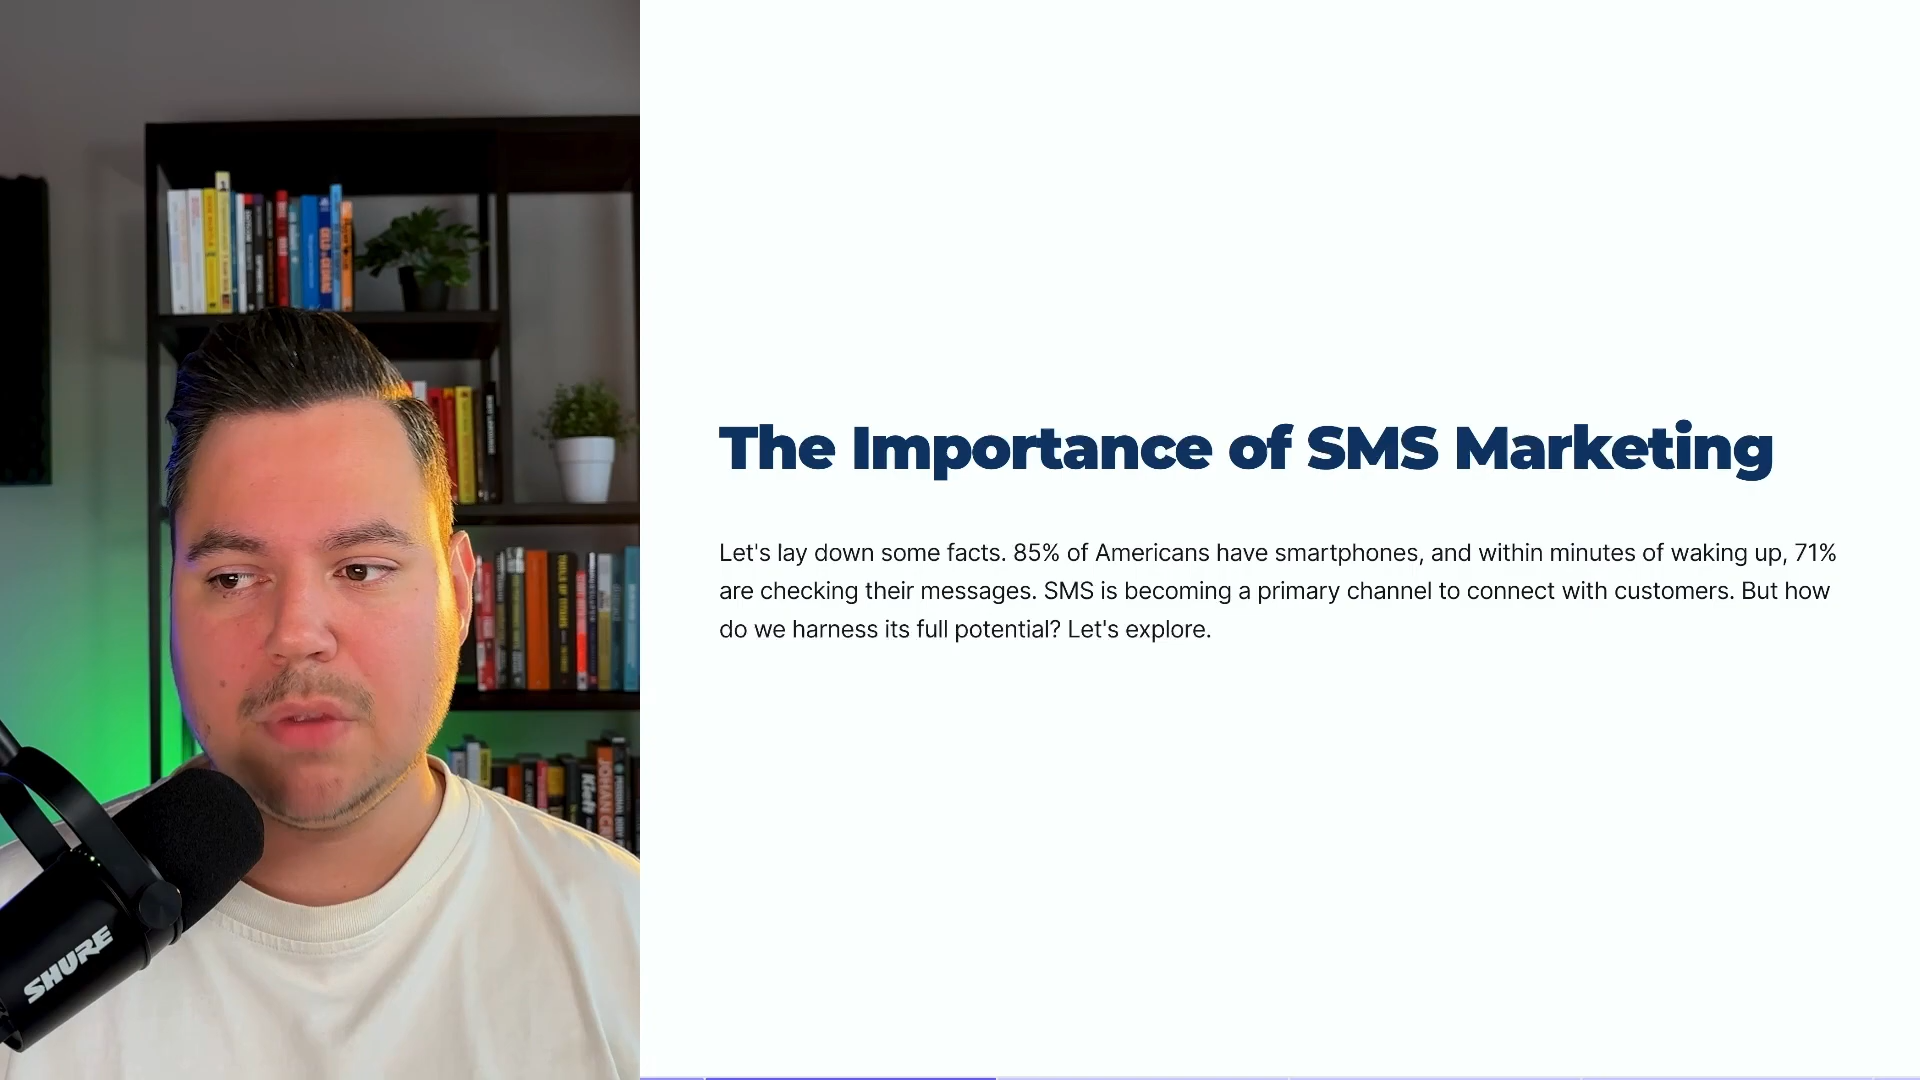 The Importance of SMS Marketing
Let's lay down some facts. 85% of Americans have smartphones, and within minutes of waking up, 71%
are checking their messages. SMS is becoming a primary channel to connect with customers. But how
do we harness its full potential? Let's explore.
SHURE
JOHAN